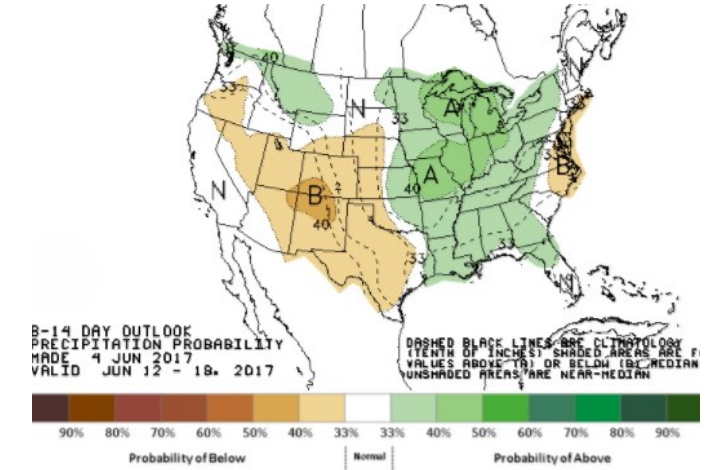 40
33
N
N
A
33
33
B
N
B
2
40
A
40
33
33
N
8-14 DAY OUTLOOK
PRECIPITATION PROBABILITY
MADE 4 JUN 2017
VALID JUN 12 - 18, 2017
DASHED BLACK LINES ARE CLIMATOLOGY
(TENTH OF INCHES) SHADED AREAS ARE F
VALUES ABOVE (A) OR BELOW (B) MEDIAN
UNSHADED AREAS ARE NEAR-MEDIAN
90% 80% 70% 60% 50% 40% 33% 33% 40% 50% 60% 70% 80% 90%
Probability of Below Normal Probability of Above